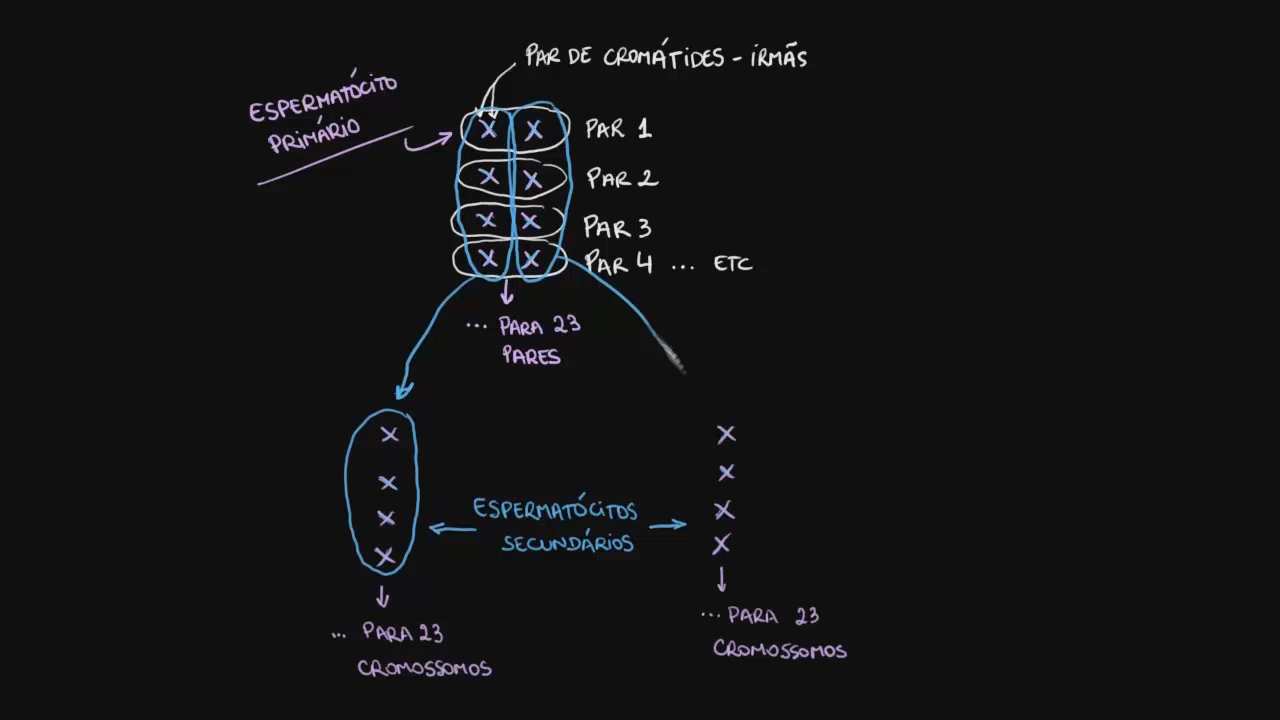 PAR DE CROMÁTIDES - IRMÃS
ESPERMATÓCITO
PRIMÁRIO
X X PAR 1
X X PAR 2
X X PAR 3
X X PAR 4 ... ETC
... PARA 23
PARES
X X
X X
X X
X X
ESPERMATÓCITOS
SECUNDÁRIOS
... PARA 23
CROMOSSOMOS
... PARA 23
CROMOSSOMOS